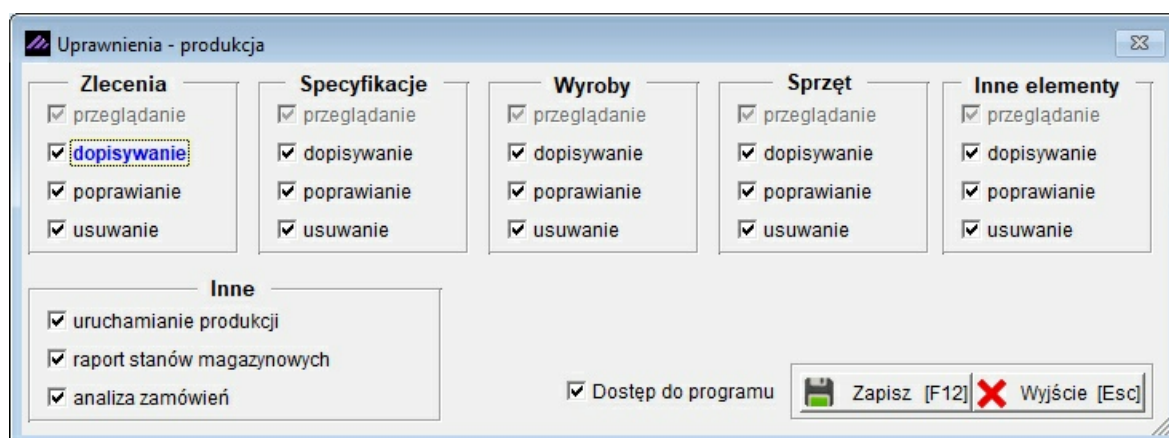 Uprawnienia - produkcja
Zlecenia
przeglądanie
dopisywanie
poprawianie
usuwanie
Specyfikacje
przeglądanie
dopisywanie
poprawianie
usuwanie
Wyroby
przeglądanie
dopisywanie
poprawianie
usuwanie
Sprzęt
przeglądanie
dopisywanie
poprawianie
usuwanie
Inne elementy
przeglądanie
dopisywanie
poprawianie
usuwanie
Inne
uruchamianie produkcji
raport stanów magazynowych
analiza zamówień
Dostęp do programu
Zapisz [F12]
Wyjście [Esc]